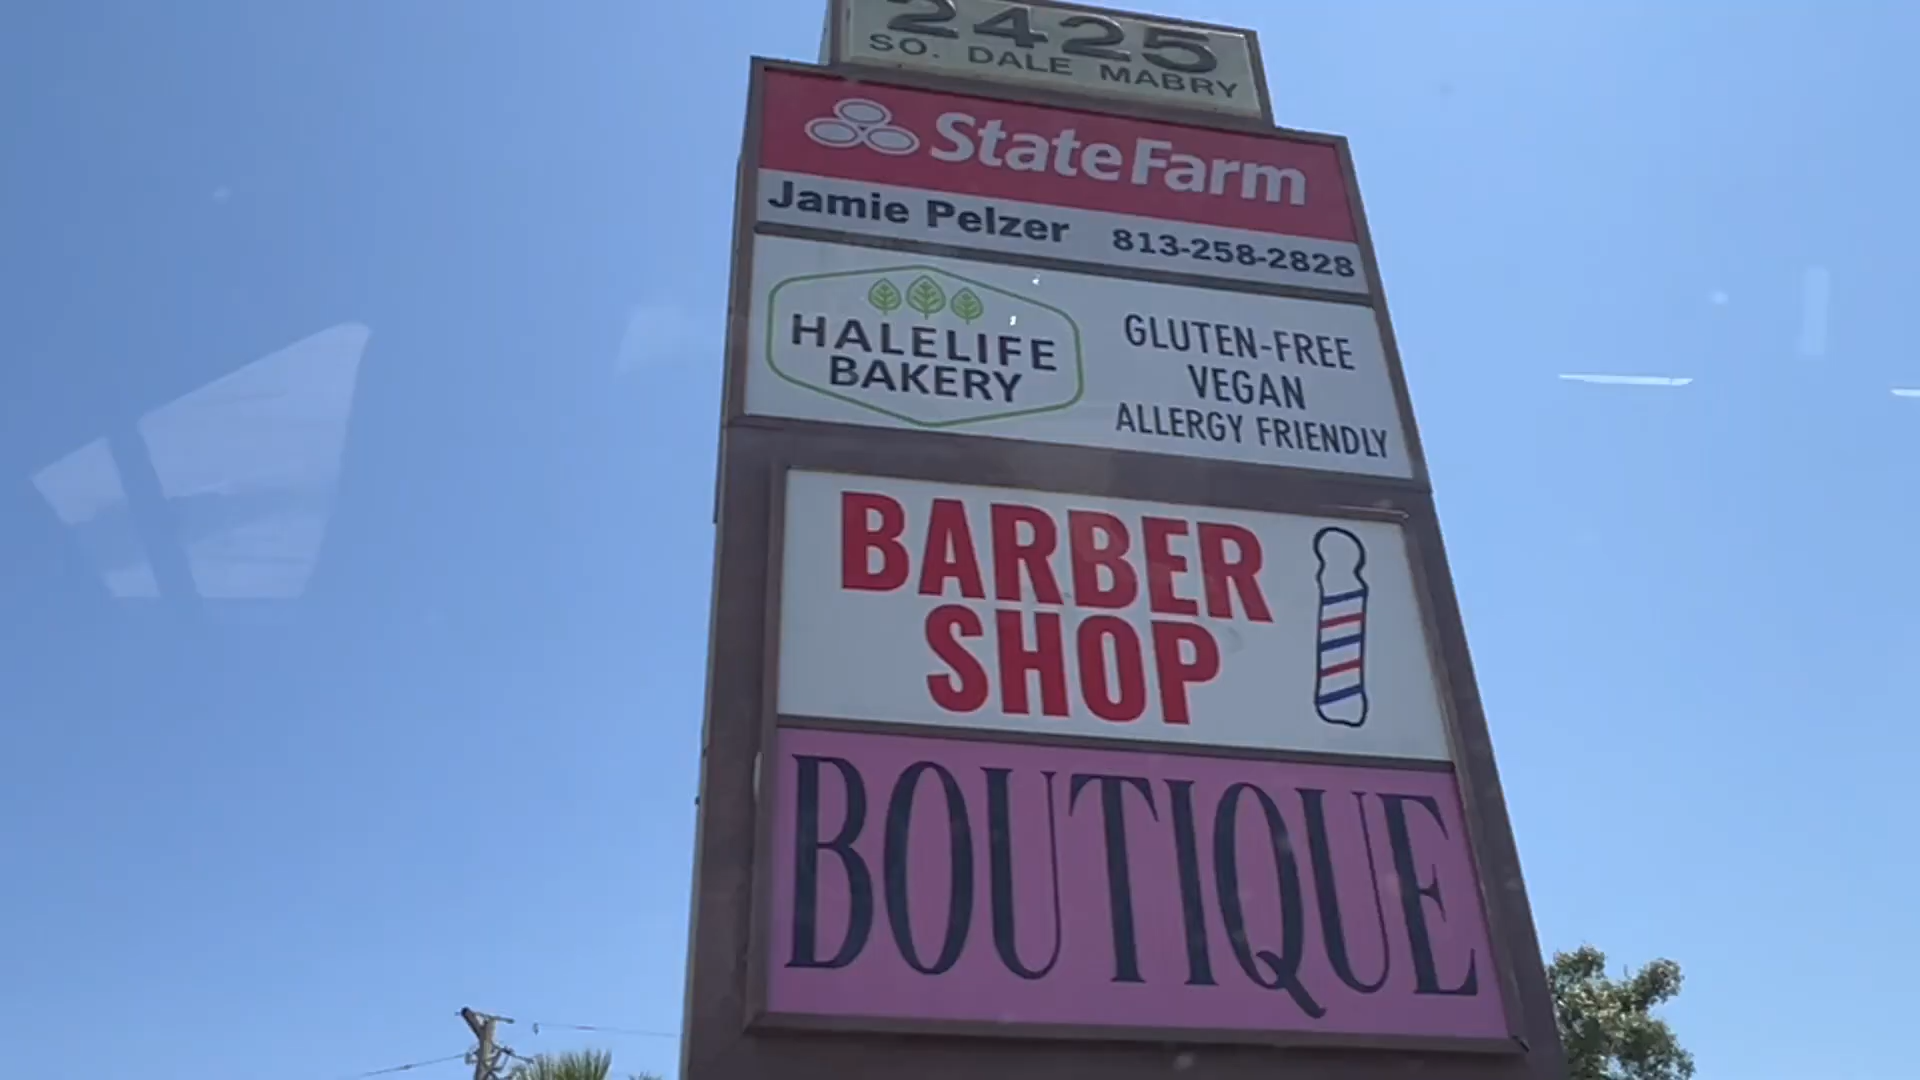 2425
SO. DALE MABRY
StateFarm
Jamie Pelzer 813-258-2828
HALELIFE
BAKERY
GLUTEN-FREE
VEGAN
ALLERGY FRIENDLY
BARBER
SHOP
BOUTIQUE